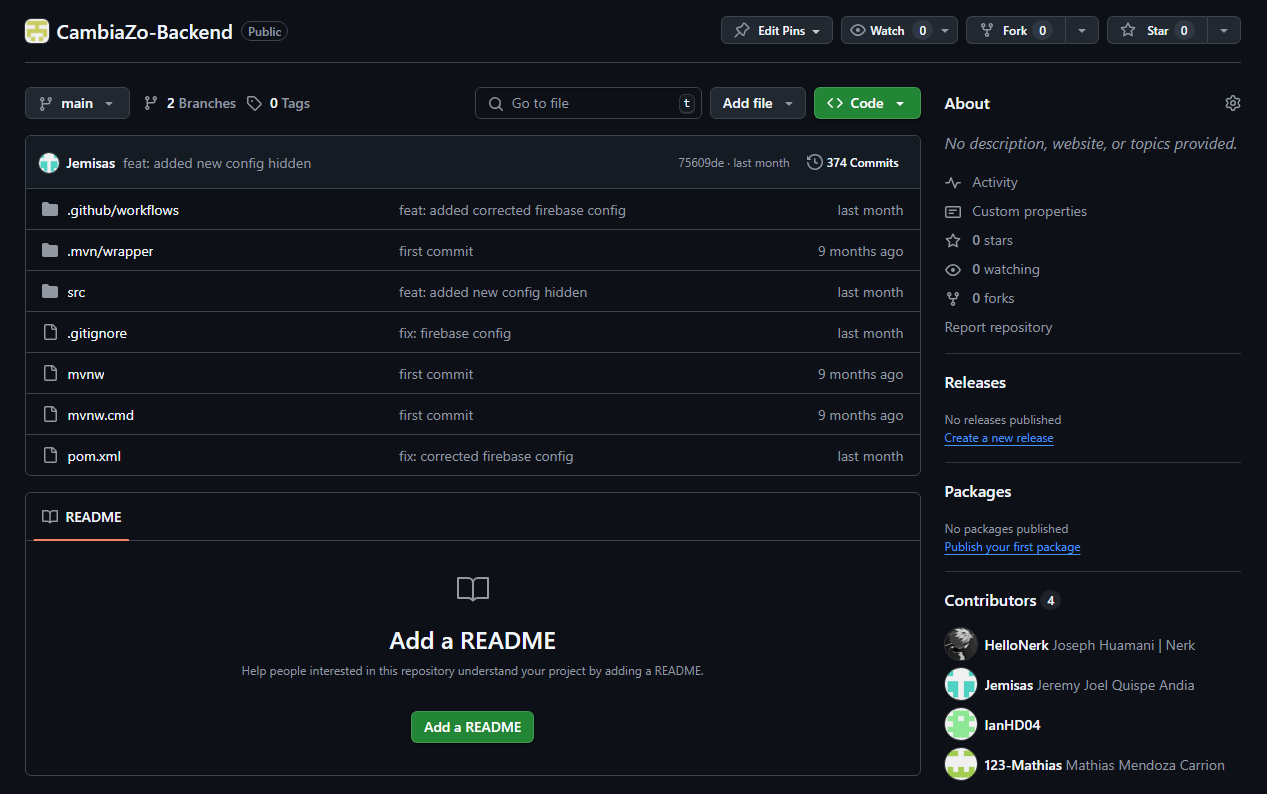 CambiaZo-Backend Public Edit Pins Watch 0 Fork 0 Star 0
main 2 Branches 0 Tags Go to file t Add file Code
Jemisas feat: added new config hidden 75609de · last month 374 Commits
.github/workflows feat: added corrected firebase config last month
.mvn/wrapper first commit 9 months ago
src feat: added new config hidden last month
.gitignore fix: firebase config last month
mvnw first commit 9 months ago
mvnw.cmd first commit 9 months ago
pom.xml fix: corrected firebase config last month
README
Add a README
Help people interested in this repository understand your project by adding a README.
Add a README
About
No description, website, or topics provided.
Activity
Custom properties
0 stars
0 watching
0 forks
Report repository
Releases
No releases published
Create a new release
Packages
No packages published
Publish your first package
Contributors 4
HelloNerk Joseph Huamani | Nerk
Jemisas Jeremy Joel Quispe Andia
IanHD04
123-Mathias Mathias Mendoza Carrion